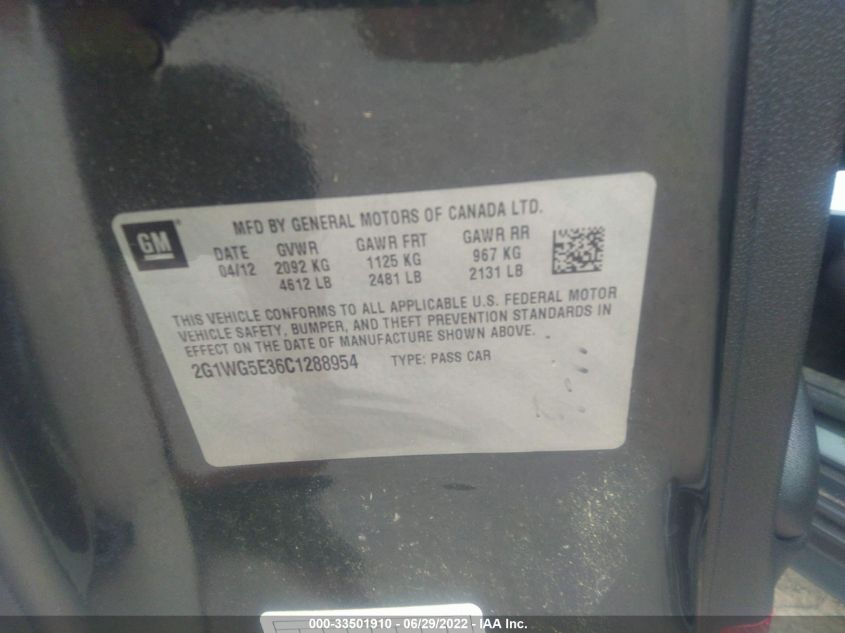 GM
MFD BY GENERAL MOTORS OF CANADA LTD.
DATE GVWR GAWR FRT GAWR RR
04/12 2092 KG 1125 KG 967 KG
4612 LB 2481 LB 2131 LB
THIS VEHICLE CONFORMS TO ALL APPLICABLE U.S. FEDERAL MOTOR
VEHICLE SAFETY, BUMPER, AND THEFT PREVENTION STANDARDS IN
EFFECT ON THE DATE OF MANUFACTURE SHOWN ABOVE.
2G1WG5E36C1288954 TYPE: PASS CAR
000-33501910 - 06/29/2022 - IAA Inc.